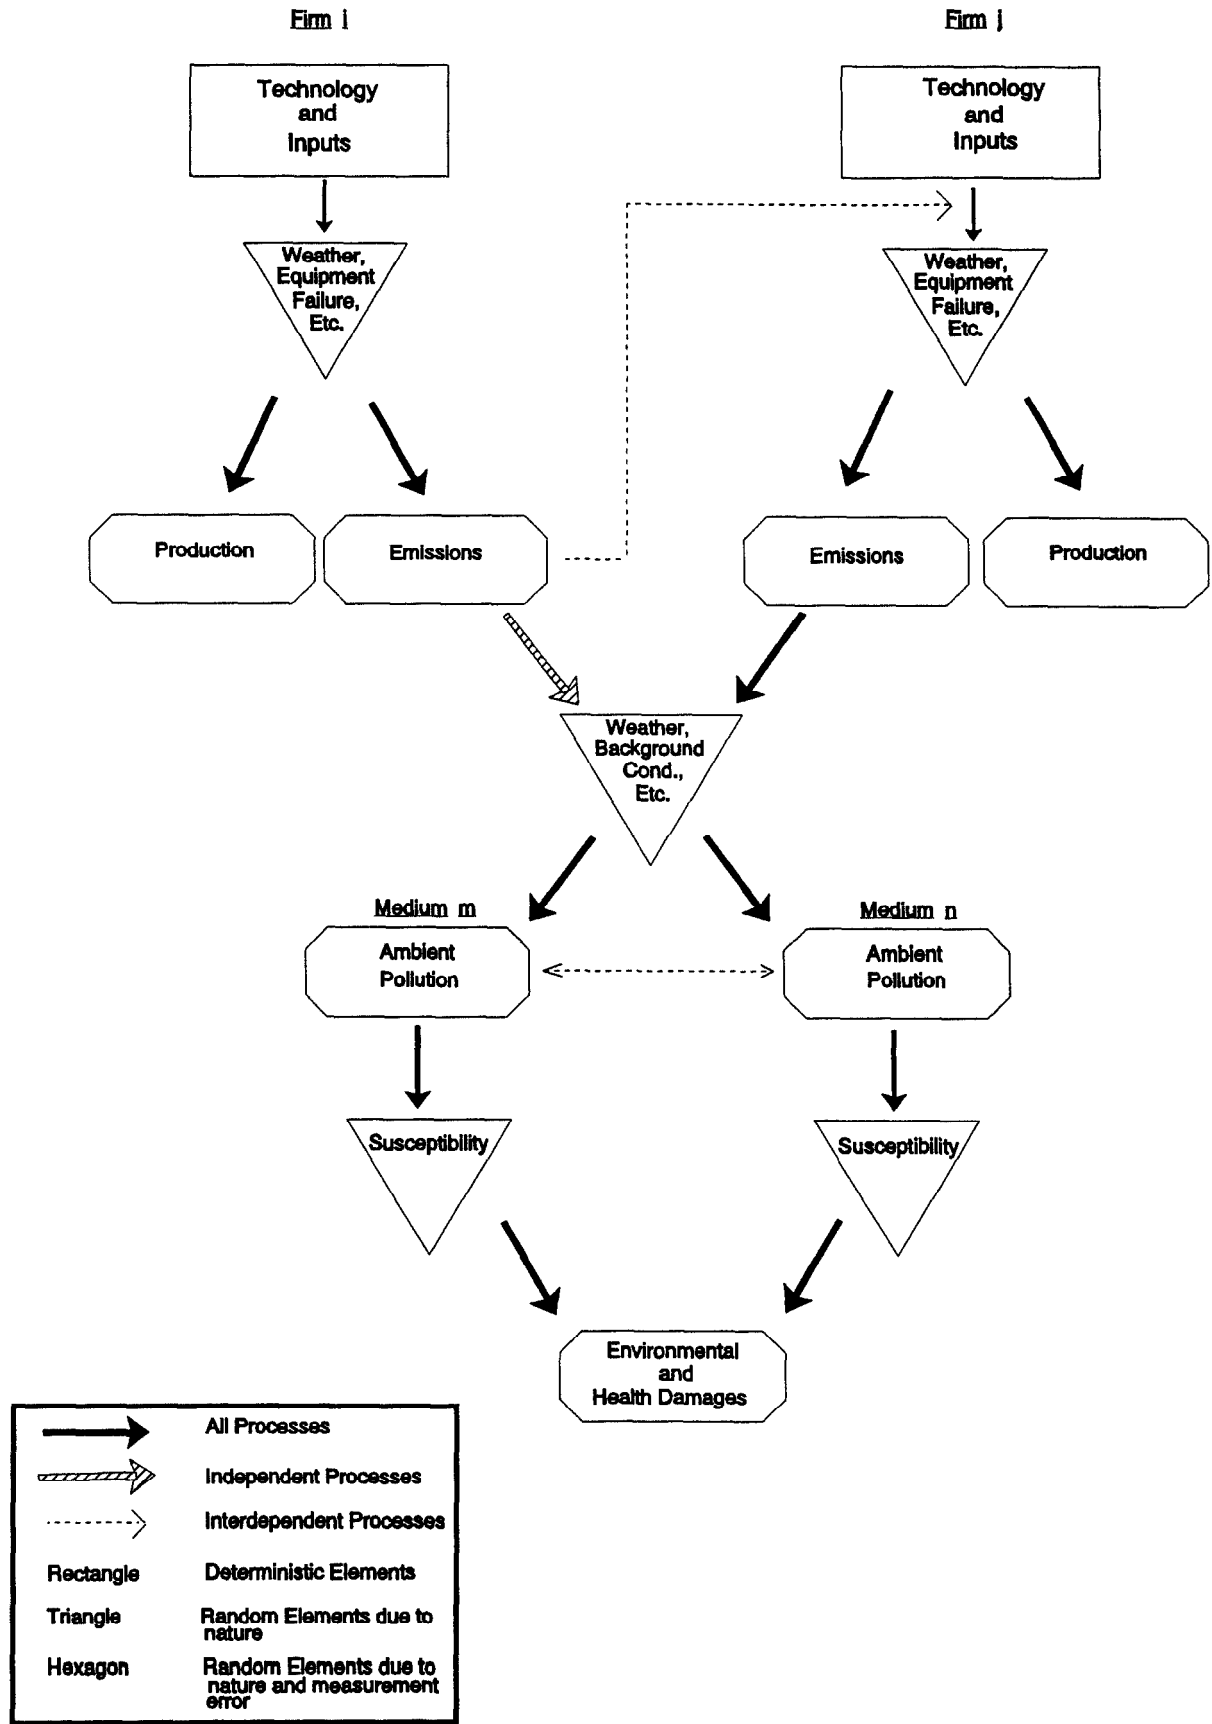 Firm i
Firm j
Technology
and
Inputs
Technology
and
Inputs
Weather,
Equipment
Failure,
Etc.
Weather,
Equipment
Failure,
Etc.
Production
Emissions
Emissions
Production
Weather,
Background
Cond.,
Etc.
Medium m
Medium n
Ambient
Pollution
Ambient
Pollution
Susceptibility
Susceptibility
Environmental
and
Health Damages
All Processes
Independent Processes
Interdependent Processes
Rectangle Deterministic Elements
Triangle Random Elements due to
nature
Hexagon Random Elements due to
nature and measurement
error